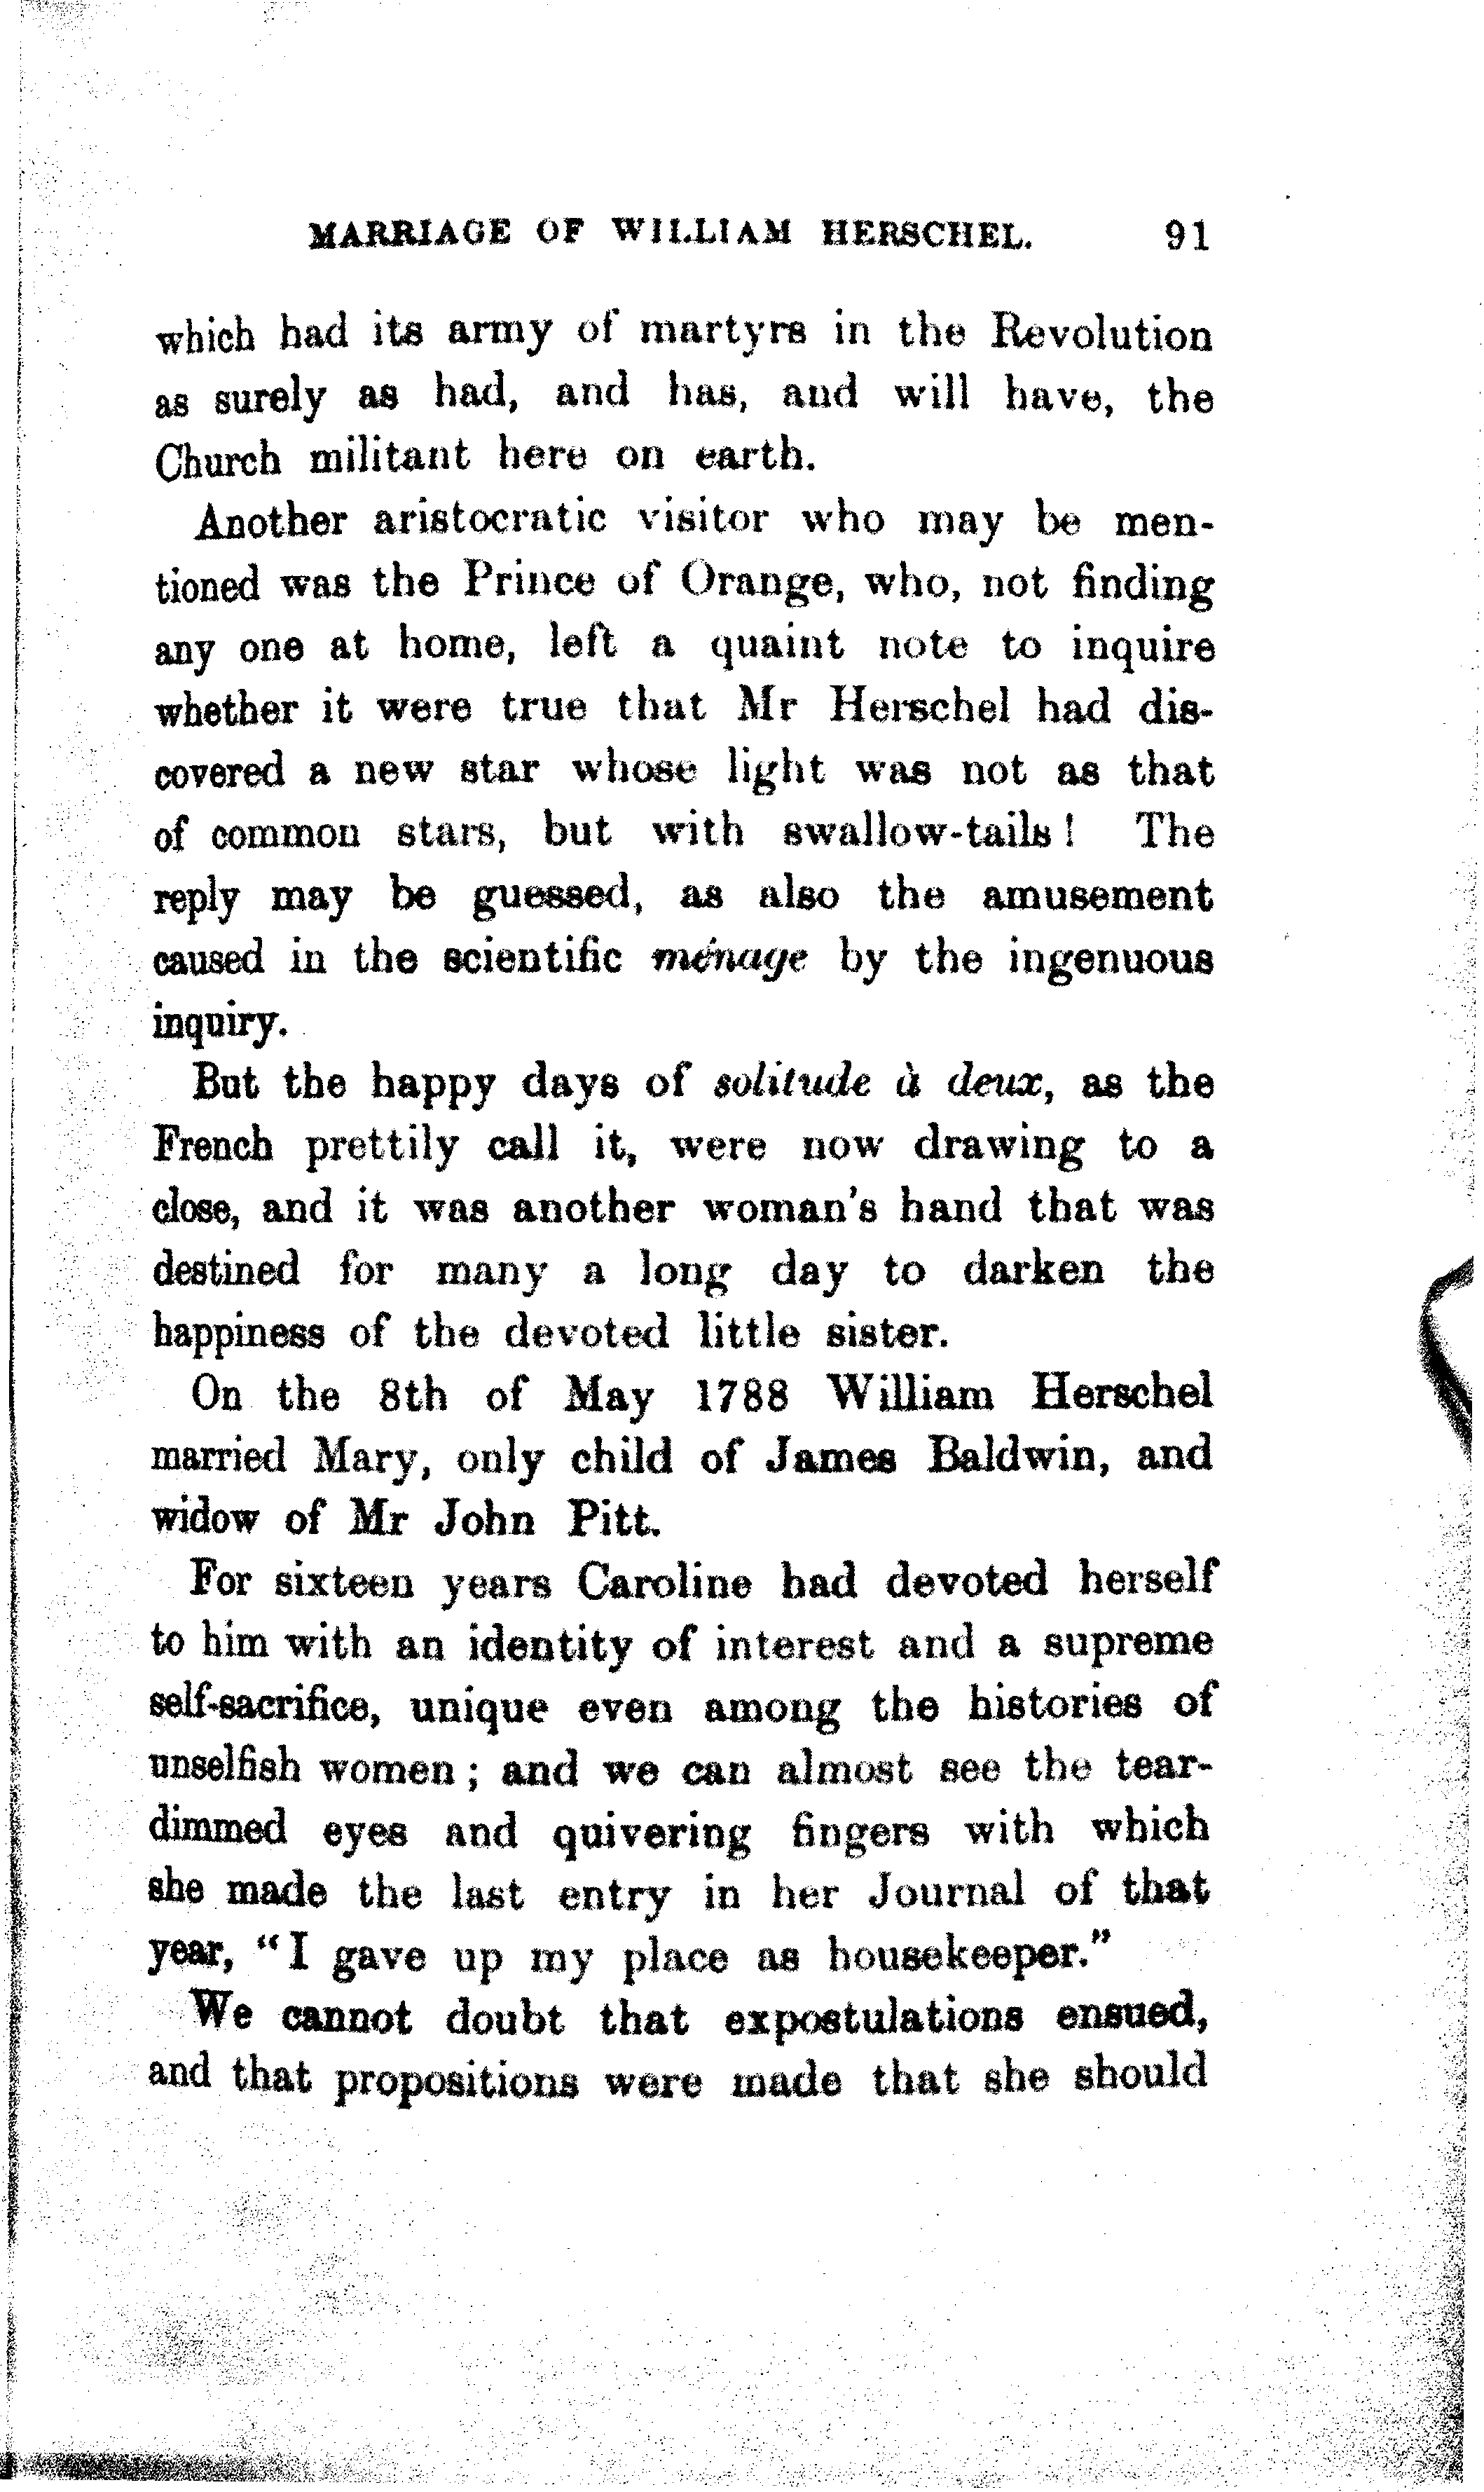 MARRIAGE OF WILLIAM HERSCHEL. 91
which had its army of martyrs in the Revolution
as surely as had, and has, and will have, the
Church militant here on earth.
Another aristocratic visitor who may be men-
tioned was the Prince of Orange, who, not finding
any one at home, left a quaint note to inquire
whether it were true that Mr Herschel had dis-
covered a new star whose light was not as that
of common stars, but with swallow-tails! The
reply may be guessed, as also the amusement
caused in the scientific ménage by the ingenuous
inquiry.
But the happy days of solitude à deux, as the
French prettily call it, were now drawing to a
close, and it was another woman's hand that was
destined for many a long day to darken the
happiness of the devoted little sister.
On the 8th of May 1788 William Herschel
married Mary, only child of James Baldwin, and
widow of Mr John Pitt.
For sixteen years Caroline had devoted herself
to him with an identity of interest and a supreme
self-sacrifice, unique even among the histories of
unselfish women; and we can almost see the tear-
dimmed eyes and quivering fingers with which
she made the last entry in her Journal of that
year, "I gave up my place as housekeeper."
We cannot doubt that expostulations ensued,
and that propositions were made that she should